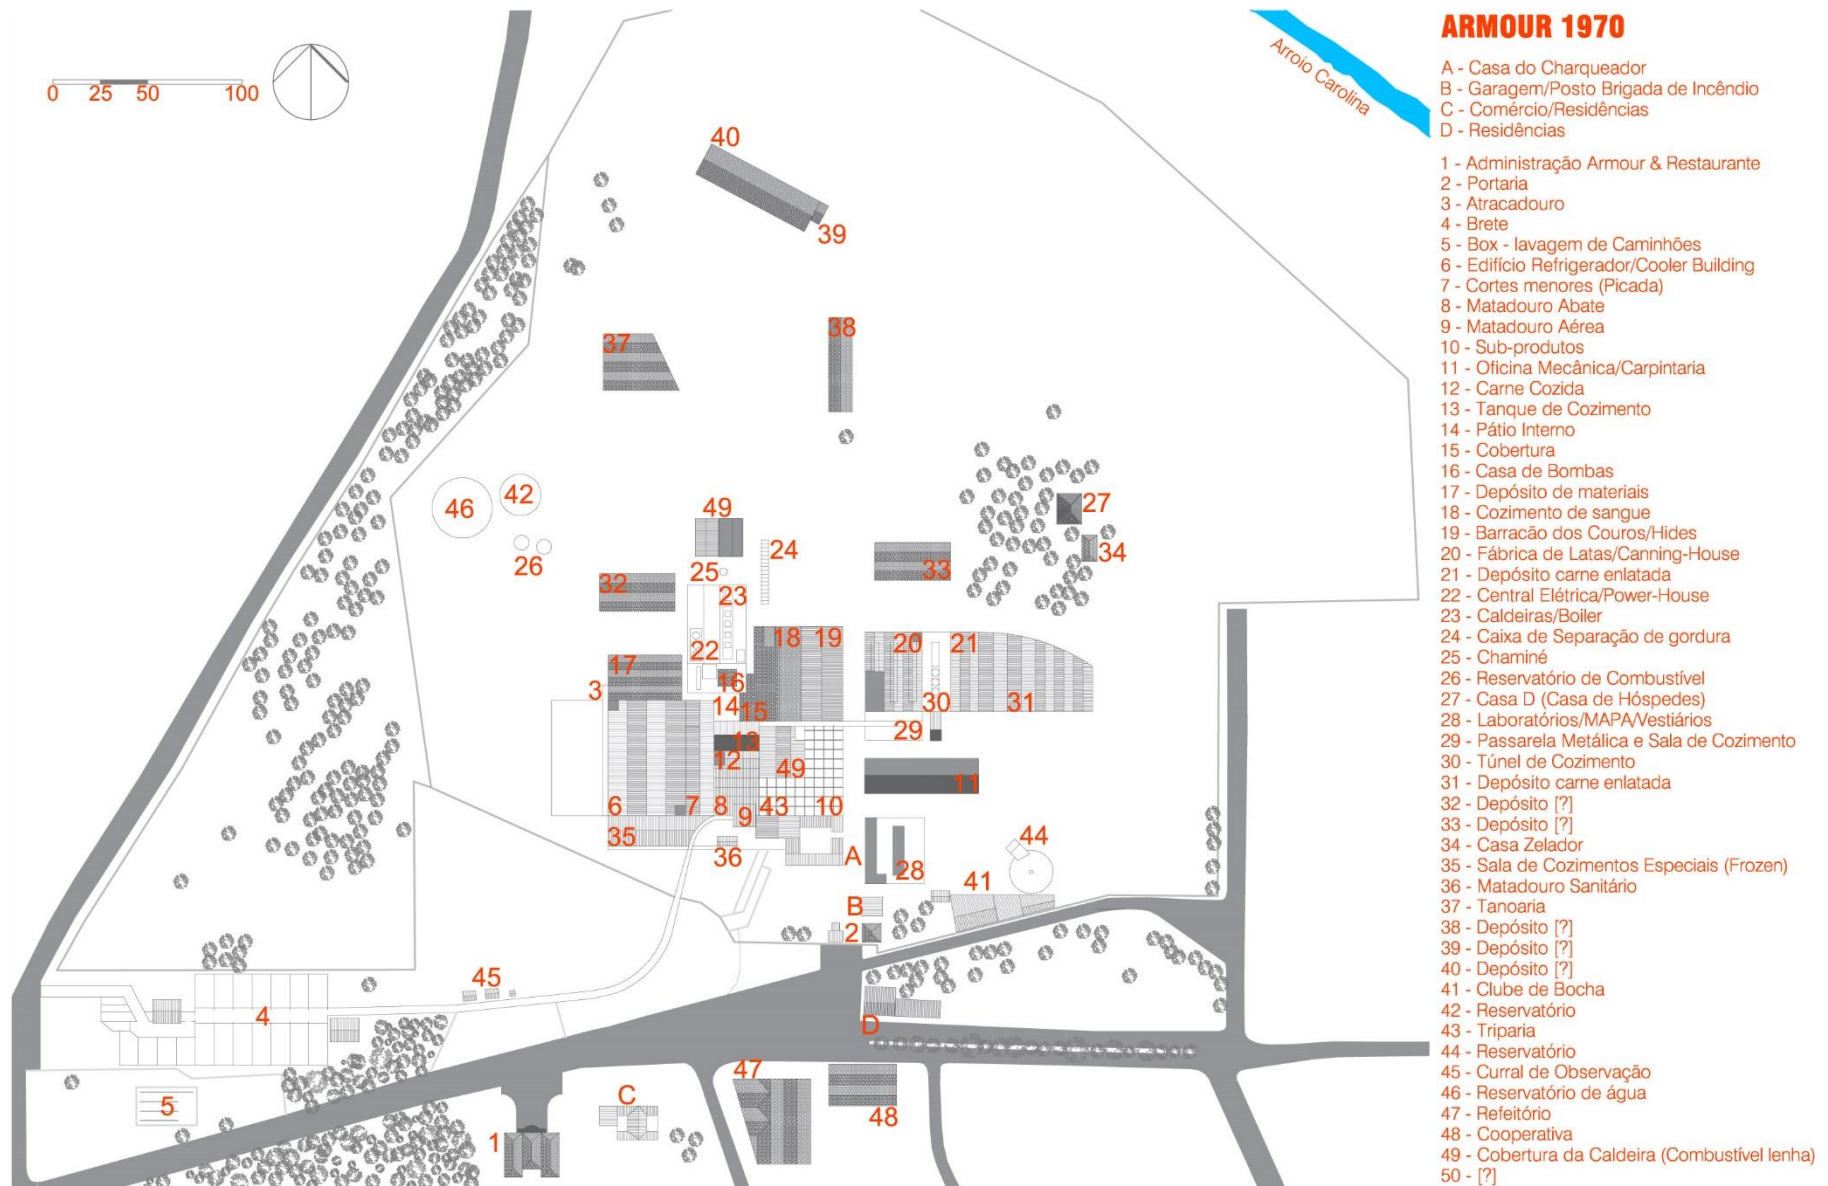 ARMOUR 1970
A - Casa do Charqueador
B - Garagem/Posto Brigada de Incêndio
C - Comércio/Residências
D - Residências
1 - Administração Armour & Restaurante
2 - Portaria
3 - Atracadouro
4 - Brete
5 - Box - lavagem de Caminhões
6 - Edifício Refrigerador/Cooler Building
7 - Cortes menores (Picada)
8 - Matadouro Abate
9 - Matadouro Aérea
10 - Sub-produtos
11 - Oficina Mecânica/Carpintaria
12 - Carne Cozida
13 - Tanque de Cozimento
14 - Pátio Interno
15 - Cobertura
16 - Casa de Bombas
17 - Depósito de materiais
18 - Cozimento de sangue
19 - Barracão dos Couros/Hides
20 - Fábrica de Latas/Canning-House
21 - Depósito carne enlatada
22 - Central Elétrica/Power-House
23 - Caldeiras/Boiler
24 - Caixa de Separação de gordura
25 - Chaminé
26 - Reservatório de Combustível
27 - Casa D (Casa de Hóspedes)
28 - Laboratórios/MAPA/Vestiários
29 - Passarela Metálica e Sala de Cozimento
30 - Túnel de Cozimento
31 - Depósito carne enlatada
32 - Depósito [?]
33 - Depósito [?]
34 - Casa Zelador
35 - Sala de Cozimentos Especiais (Frozen)
36 - Matadouro Sanitário
37 - Tanoaria
38 - Depósito [?]
39 - Depósito [?]
40 - Depósito [?]
41 - Clube de Bocha
42 - Reservatório
43 - Triparia
44 - Reservatório
45 - Curral de Observação
46 - Reservatório de água
47 - Refeitório
48 - Cooperativa
49 - Cobertura da Caldeira (Combustível lenha)
50 - [?]
Arroio Carolina
0 25 50 100
40
39
38
37
46
42
49
27
24
34
26
25
33
32
23
18 19
20
21
22
17
16
3
14
15
30
31
29
13
12
49
11
6
7
8
43
10
9
35
36
A
44
28
41
B
2
45
4
D
47
C
5
48
1